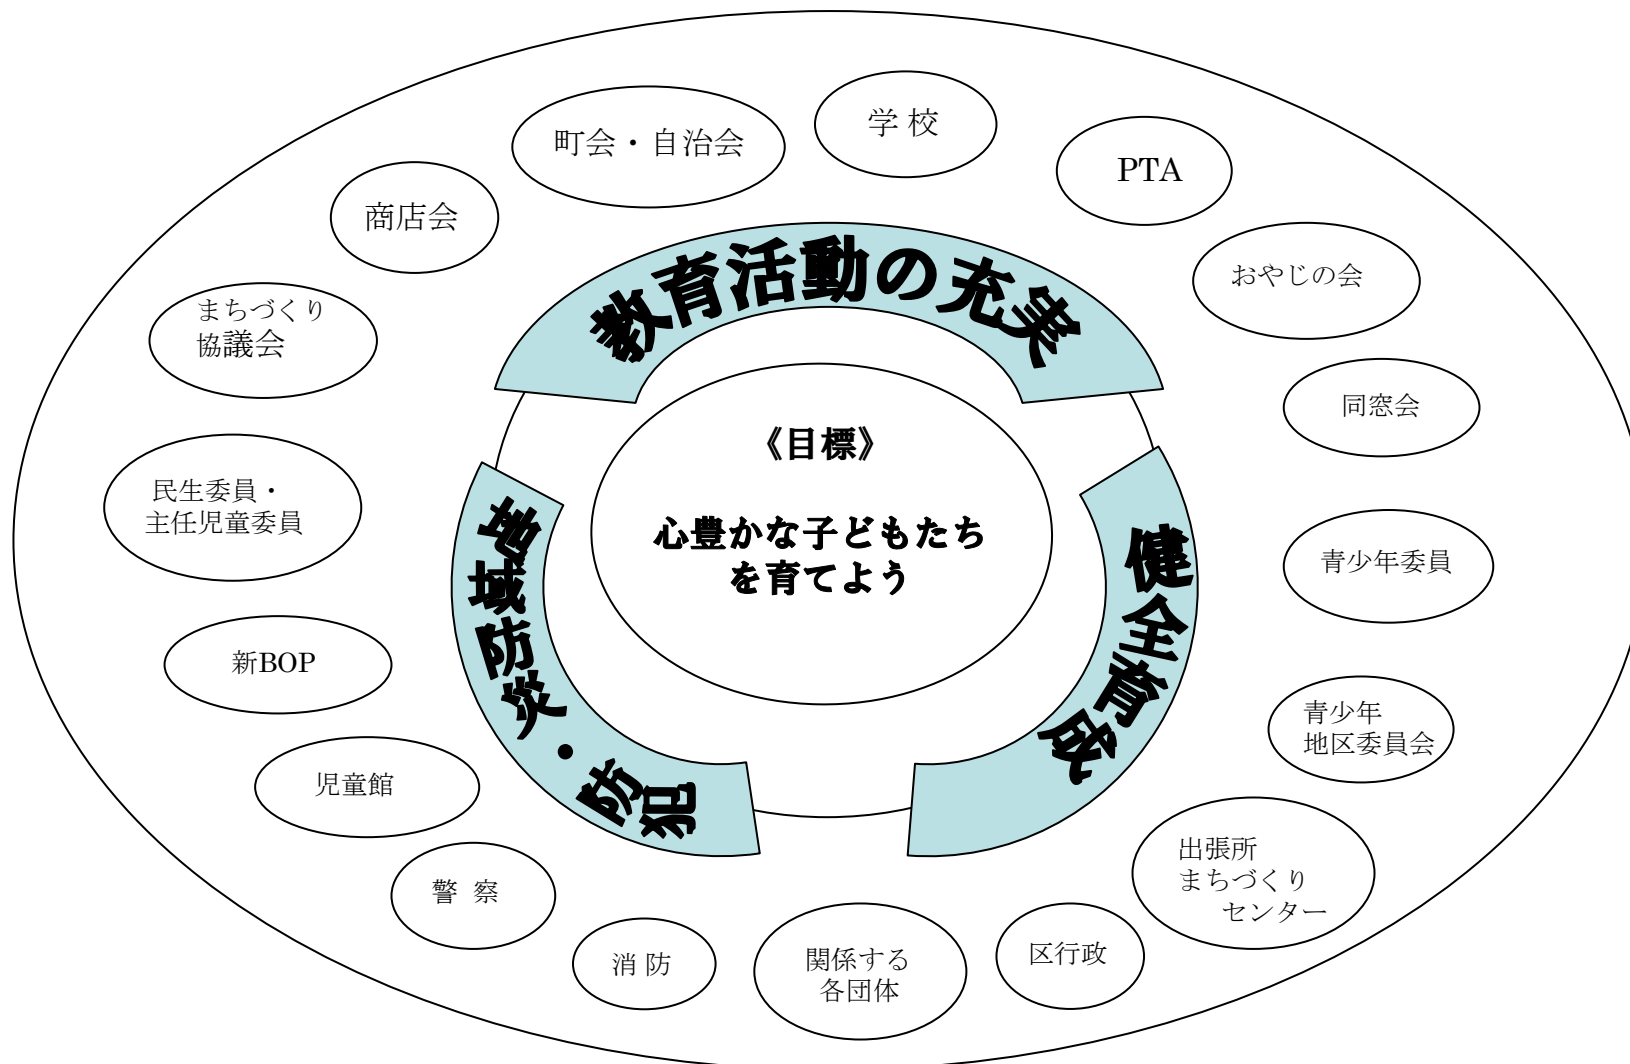 学 校
町会・自治会
PTA
商店会
おやじの会
教育活動の充実
まちづくり
協議会
同窓会
《目標》
心豊かな子どもたち
を育てよう
民生委員・
主任児童委員
地域防災・防犯
健全育成
青少年委員
新BOP
青少年
地区委員会
児童館
出張所
まちづくり
センター
警 察
消 防
関係する
各団体
区行政